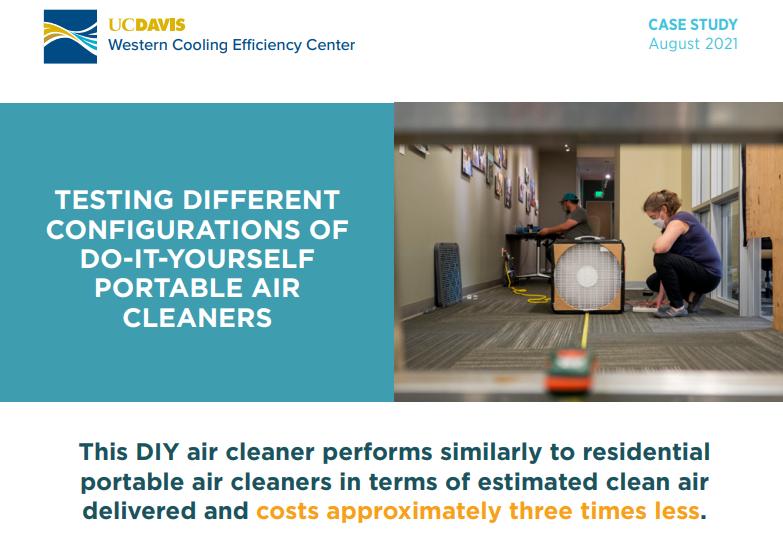 UCDAVIS
Western Cooling Efficiency Center
CASE STUDY
August 2021
TESTING DIFFERENT
CONFIGURATIONS OF
DO-IT-YOURSELF
PORTABLE AIR
CLEANERS
This DIY air cleaner performs similarly to residential
portable air cleaners in terms of estimated clean air
delivered and costs approximately three times less.